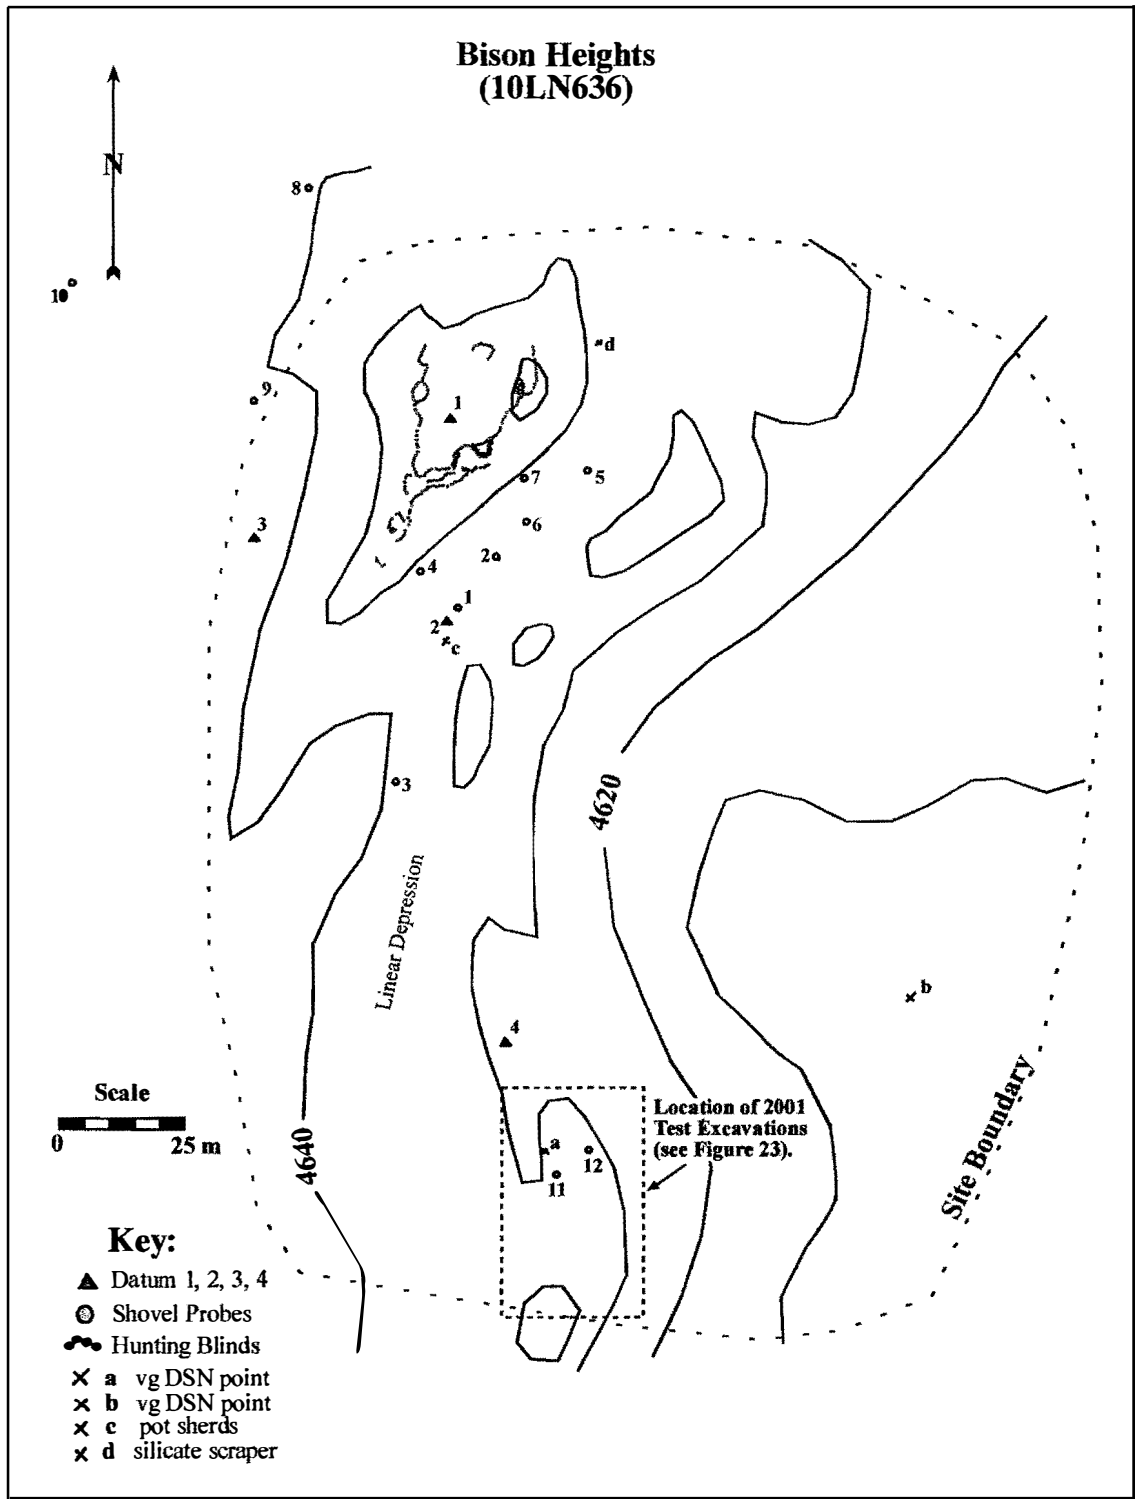 Bison Heights
(10LN636)
N
8
10
d
9
1
7
5
3
6
2
4
1
2
c
3
4620
Linear Depression
b
4
Scale
0 25 m
Location of 2001
Test Excavations
(see Figure 23).
a
12
11
4640
Site Boundary
Key:
Datum 1, 2, 3, 4
Shovel Probes
Hunting Blinds
a vg DSN point
b vg DSN point
c pot sherds
d silicate scraper